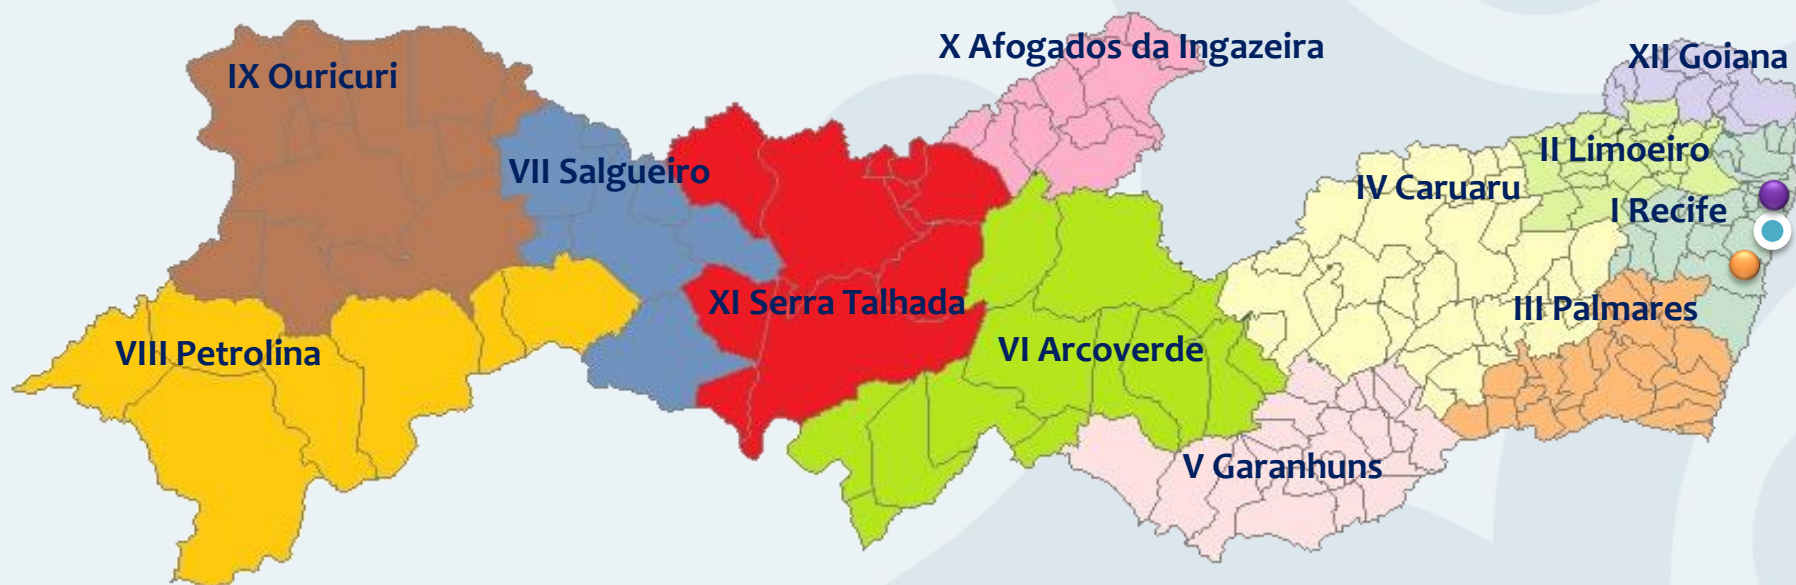 X Afogados da Ingazeira
XII Goiana
IX Ouricuri
II Limoeiro
VII Salgueiro
IV Caruaru
I Recife
XI Serra Talhada
III Palmares
VIII Petrolina
VI Arcoverde
V Garanhuns